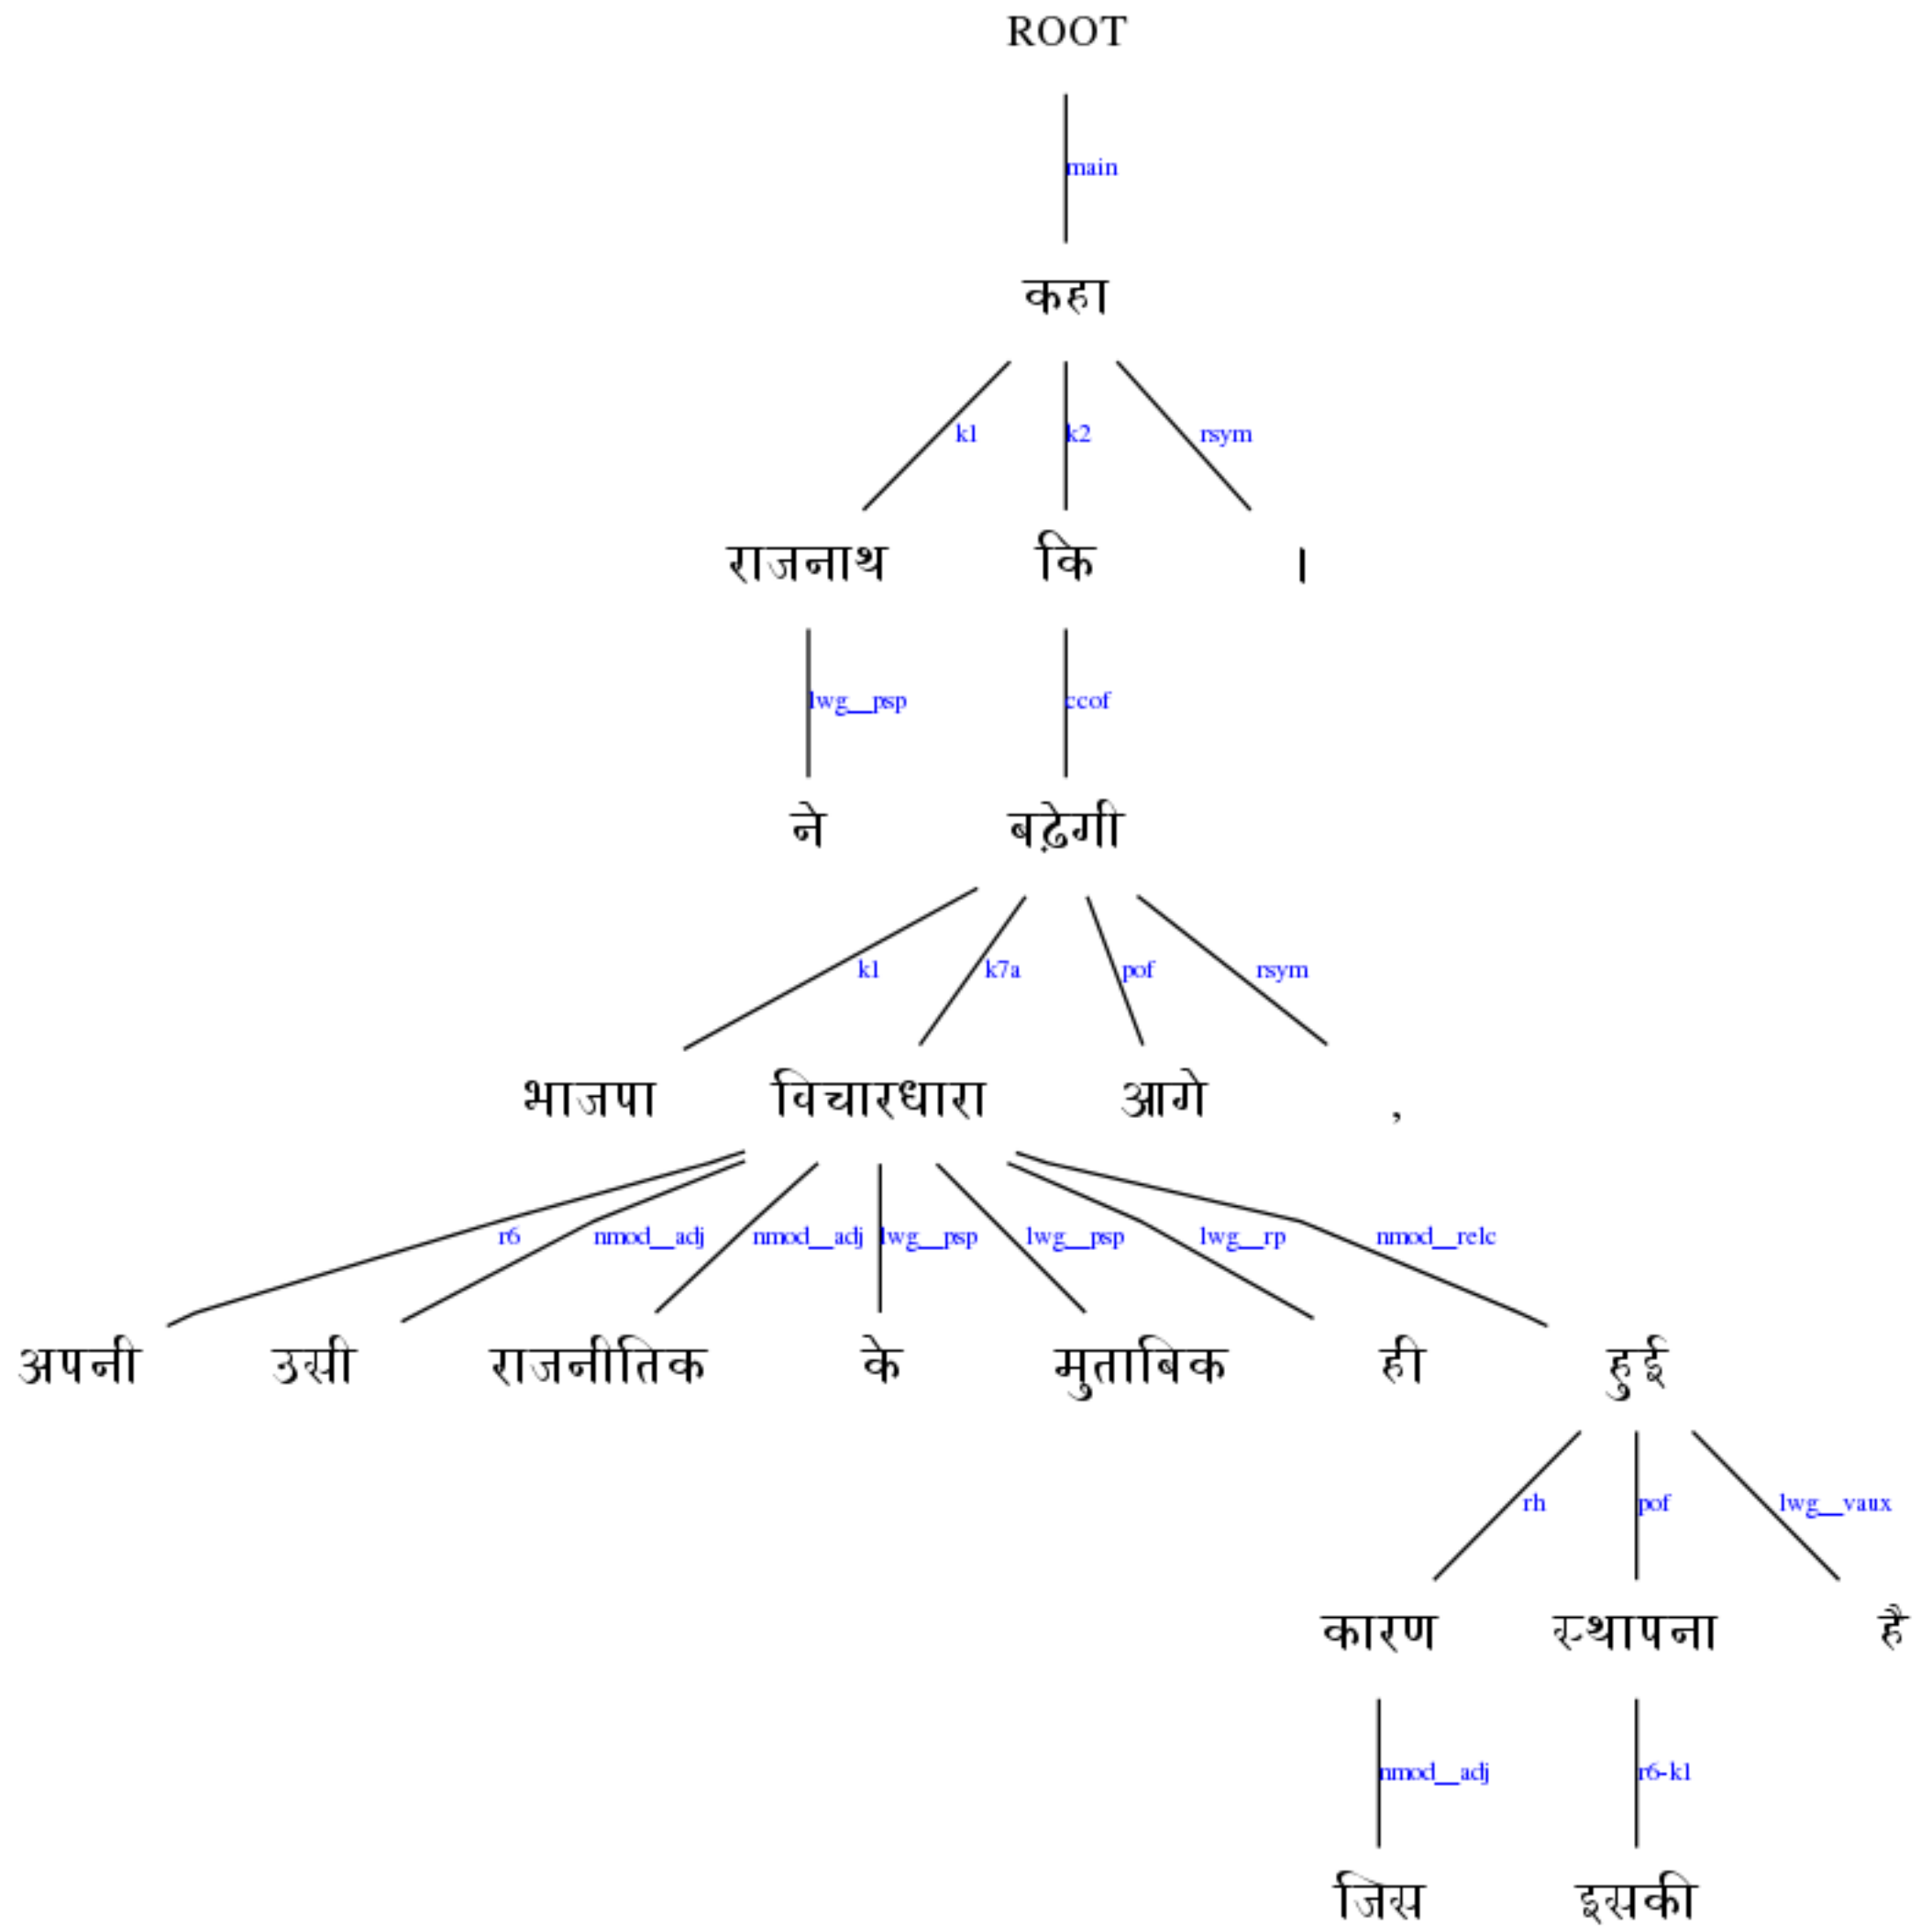 ROOT
main
कहा
k1 k2 rsym
राजनाथ कि ।
lwg__psp ccof
ने बढ़ेगी
k1 k7a pof rsym
भाजपा विचारधारा आगे ,
r6 nmod__adj nmod__adj lwg__psp lwg__psp lwg__rp nmod__relc
अपनी उसी राजनीतिक के मुताबिक ही हुई
rh pof lwg__vaux
कारण स्थापना है
nmod__adj r6-k1
जिस इसकी